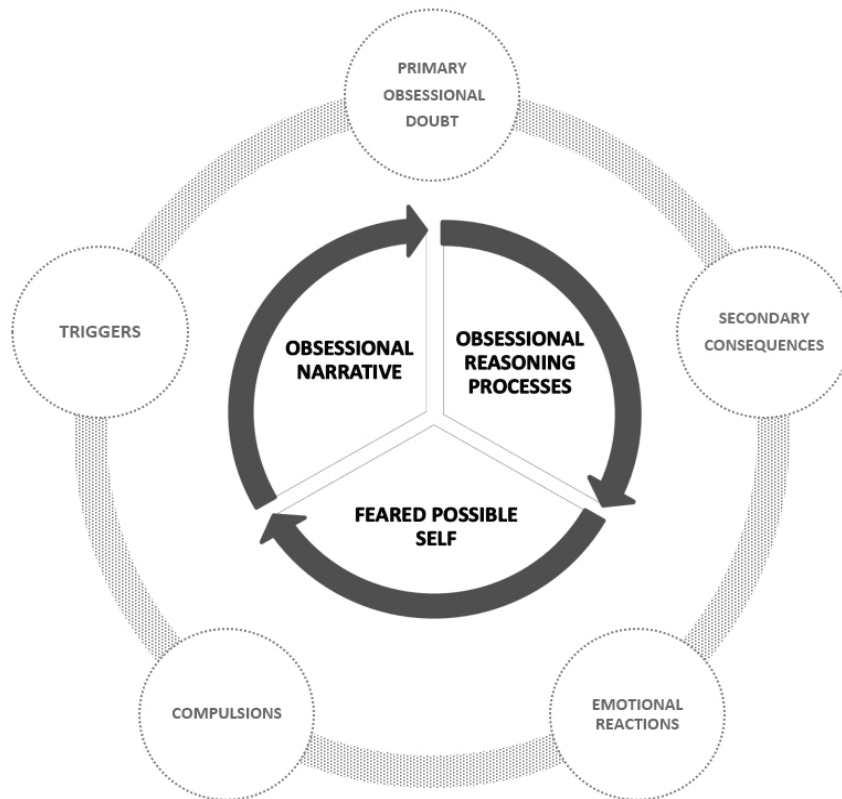 PRIMARY
OBSESSIONAL
DOUBT
TRIGGERS
SECONDARY
CONSEQUENCES
OBSESSIONAL
NARRATIVE
OBSESSIONAL
REASONING
PROCESSES
FEARED POSSIBLE
SELF
COMPULSIONS
EMOTIONAL
REACTIONS